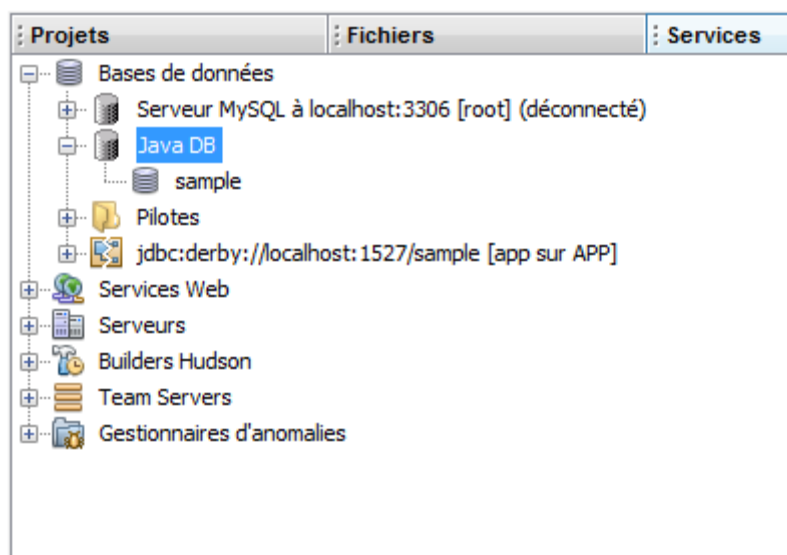 Projets Fichiers Services
Bases de données
Serveur MySQL à localhost:3306 [root] (déconnecté)
Java DB
sample
Pilotes
jdbc:derby://localhost:1527/sample [app sur APP]
Services Web
Serveurs
Builders Hudson
Team Servers
Gestionnaires d'anomalies